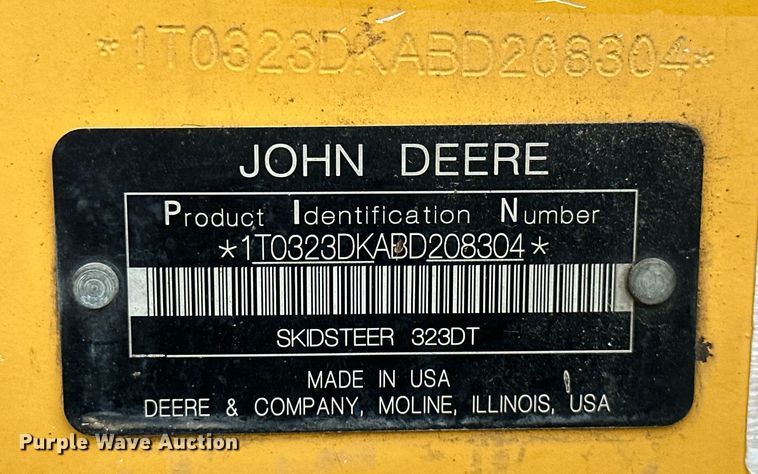 *1T0323DKABD208304*
JOHN DEERE
Product Identification Number
*1T0323DKABD208304*
SKIDSTEER 323DT
MADE IN USA
DEERE & COMPANY, MOLINE, ILLINOIS, USA
Purple Wave Auction